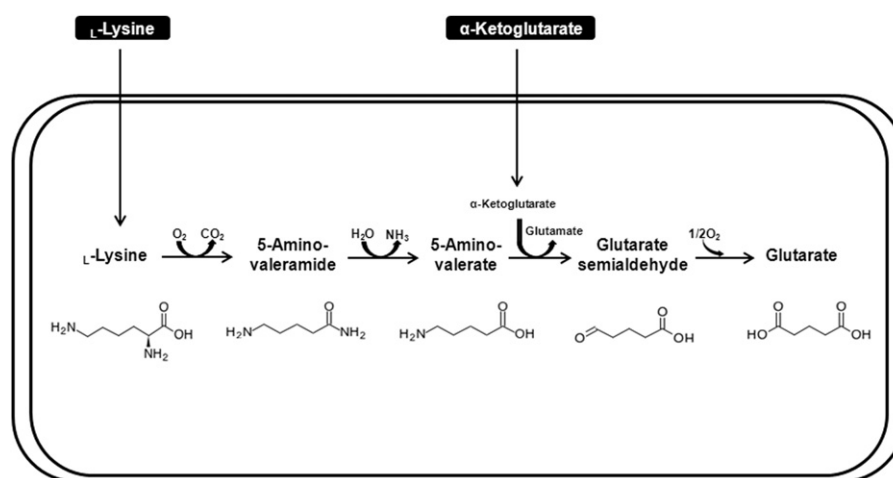 L-Lysine
α-Ketoglutarate
α-Ketoglutarate
O2 CO2
H2O NH3
Glutamate
1/2O2
L-Lysine
5-Amino-
valeramide
5-Amino-
valerate
Glutarate
semialdehyde
Glutarate
O
H2N
OH
NH2
O
H2N
NH2
O
H2N
OH
O
O
OH
O
HO
O
OH